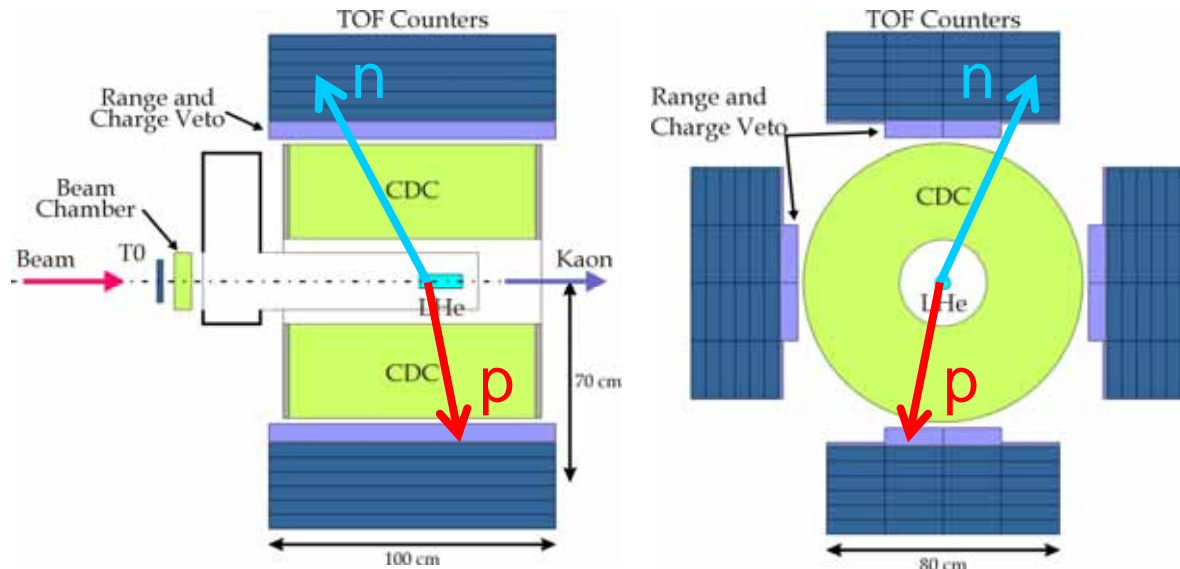 TOF Counters
n
Range and
Charge Veto
Beam
Chamber
CDC
T0
Beam
Kaon
LHe
CDC
p
70 cm
100 cm
TOF Counters
n
Range and
Charge Veto
CDC
LHe
p
80 cm